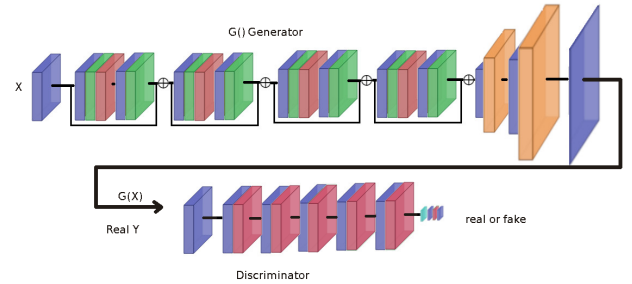 G() Generator
X
G(X)
Real Y
real or fake
Discriminator